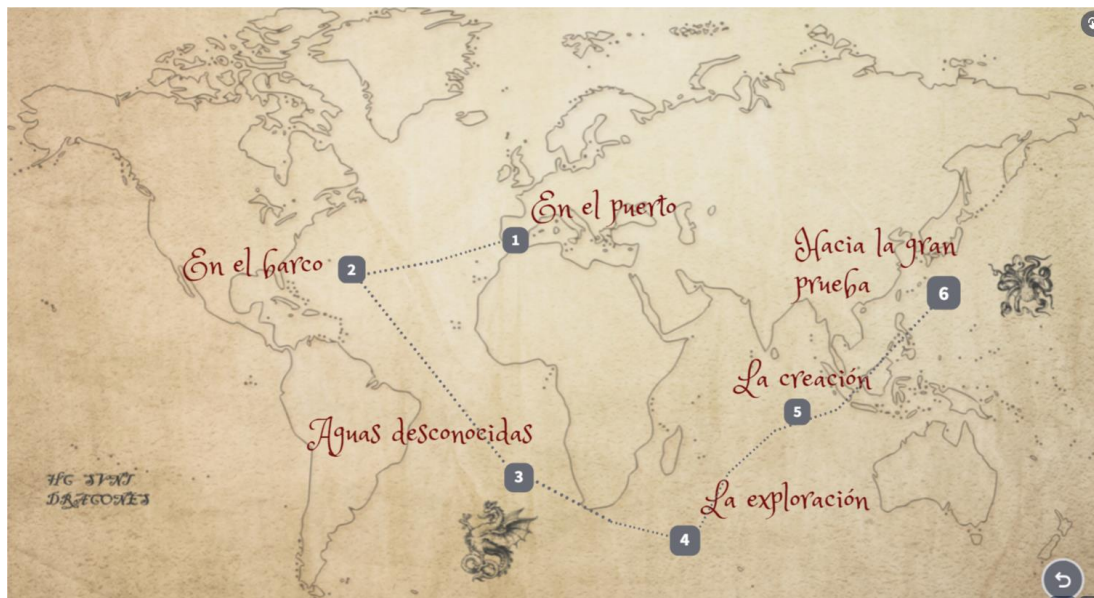 En el puerto
1
En el barco
2
Hacia la gran
prueba
6
La creación
5
Aguas desconocidas
3
La exploración
4
HC SVNT
DRACONES